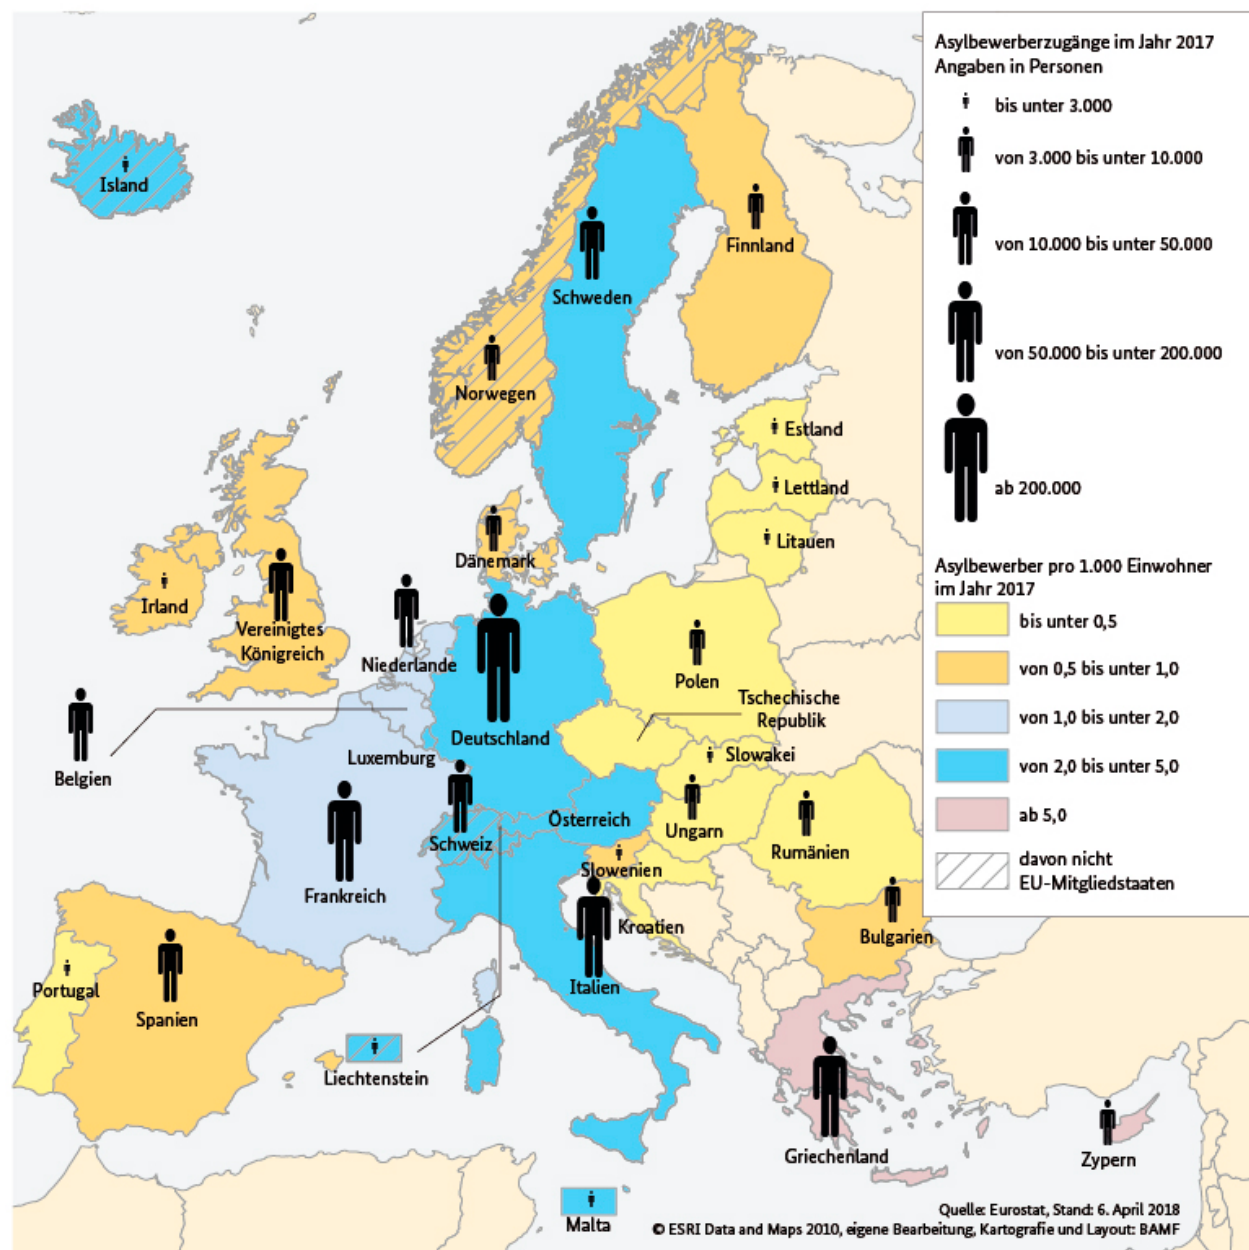 Asylbewerberzugänge im Jahr 2017
Angaben in Personen
bis unter 3.000
von 3.000 bis unter 10.000
von 10.000 bis unter 50.000
von 50.000 bis unter 200.000
ab 200.000
Asylbewerber pro 1.000 Einwohner
im Jahr 2017
bis unter 0,5
von 0,5 bis unter 1,0
von 1,0 bis unter 2,0
von 2,0 bis unter 5,0
ab 5,0
davon nicht
EU-Mitgliedstaaten
Island
Finnland
Schweden
Norwegen
Estland
Lettland
Litauen
Dänemark
Irland
Vereinigtes
Königreich
Niederlande
Polen
Tschechische
Republik
Deutschland
Slowakei
Luxemburg
Belgien
Österreich
Ungarn
Schweiz
Rumänien
Slowenien
Frankreich
Kroatien
Bulgarien
Italien
Portugal
Spanien
Liechtenstein
Griechenland
Zypern
Malta
Quelle: Eurostat, Stand: 6. April 2018
© ESRI Data and Maps 2010, eigene Bearbeitung, Kartografie und Layout: BAMF